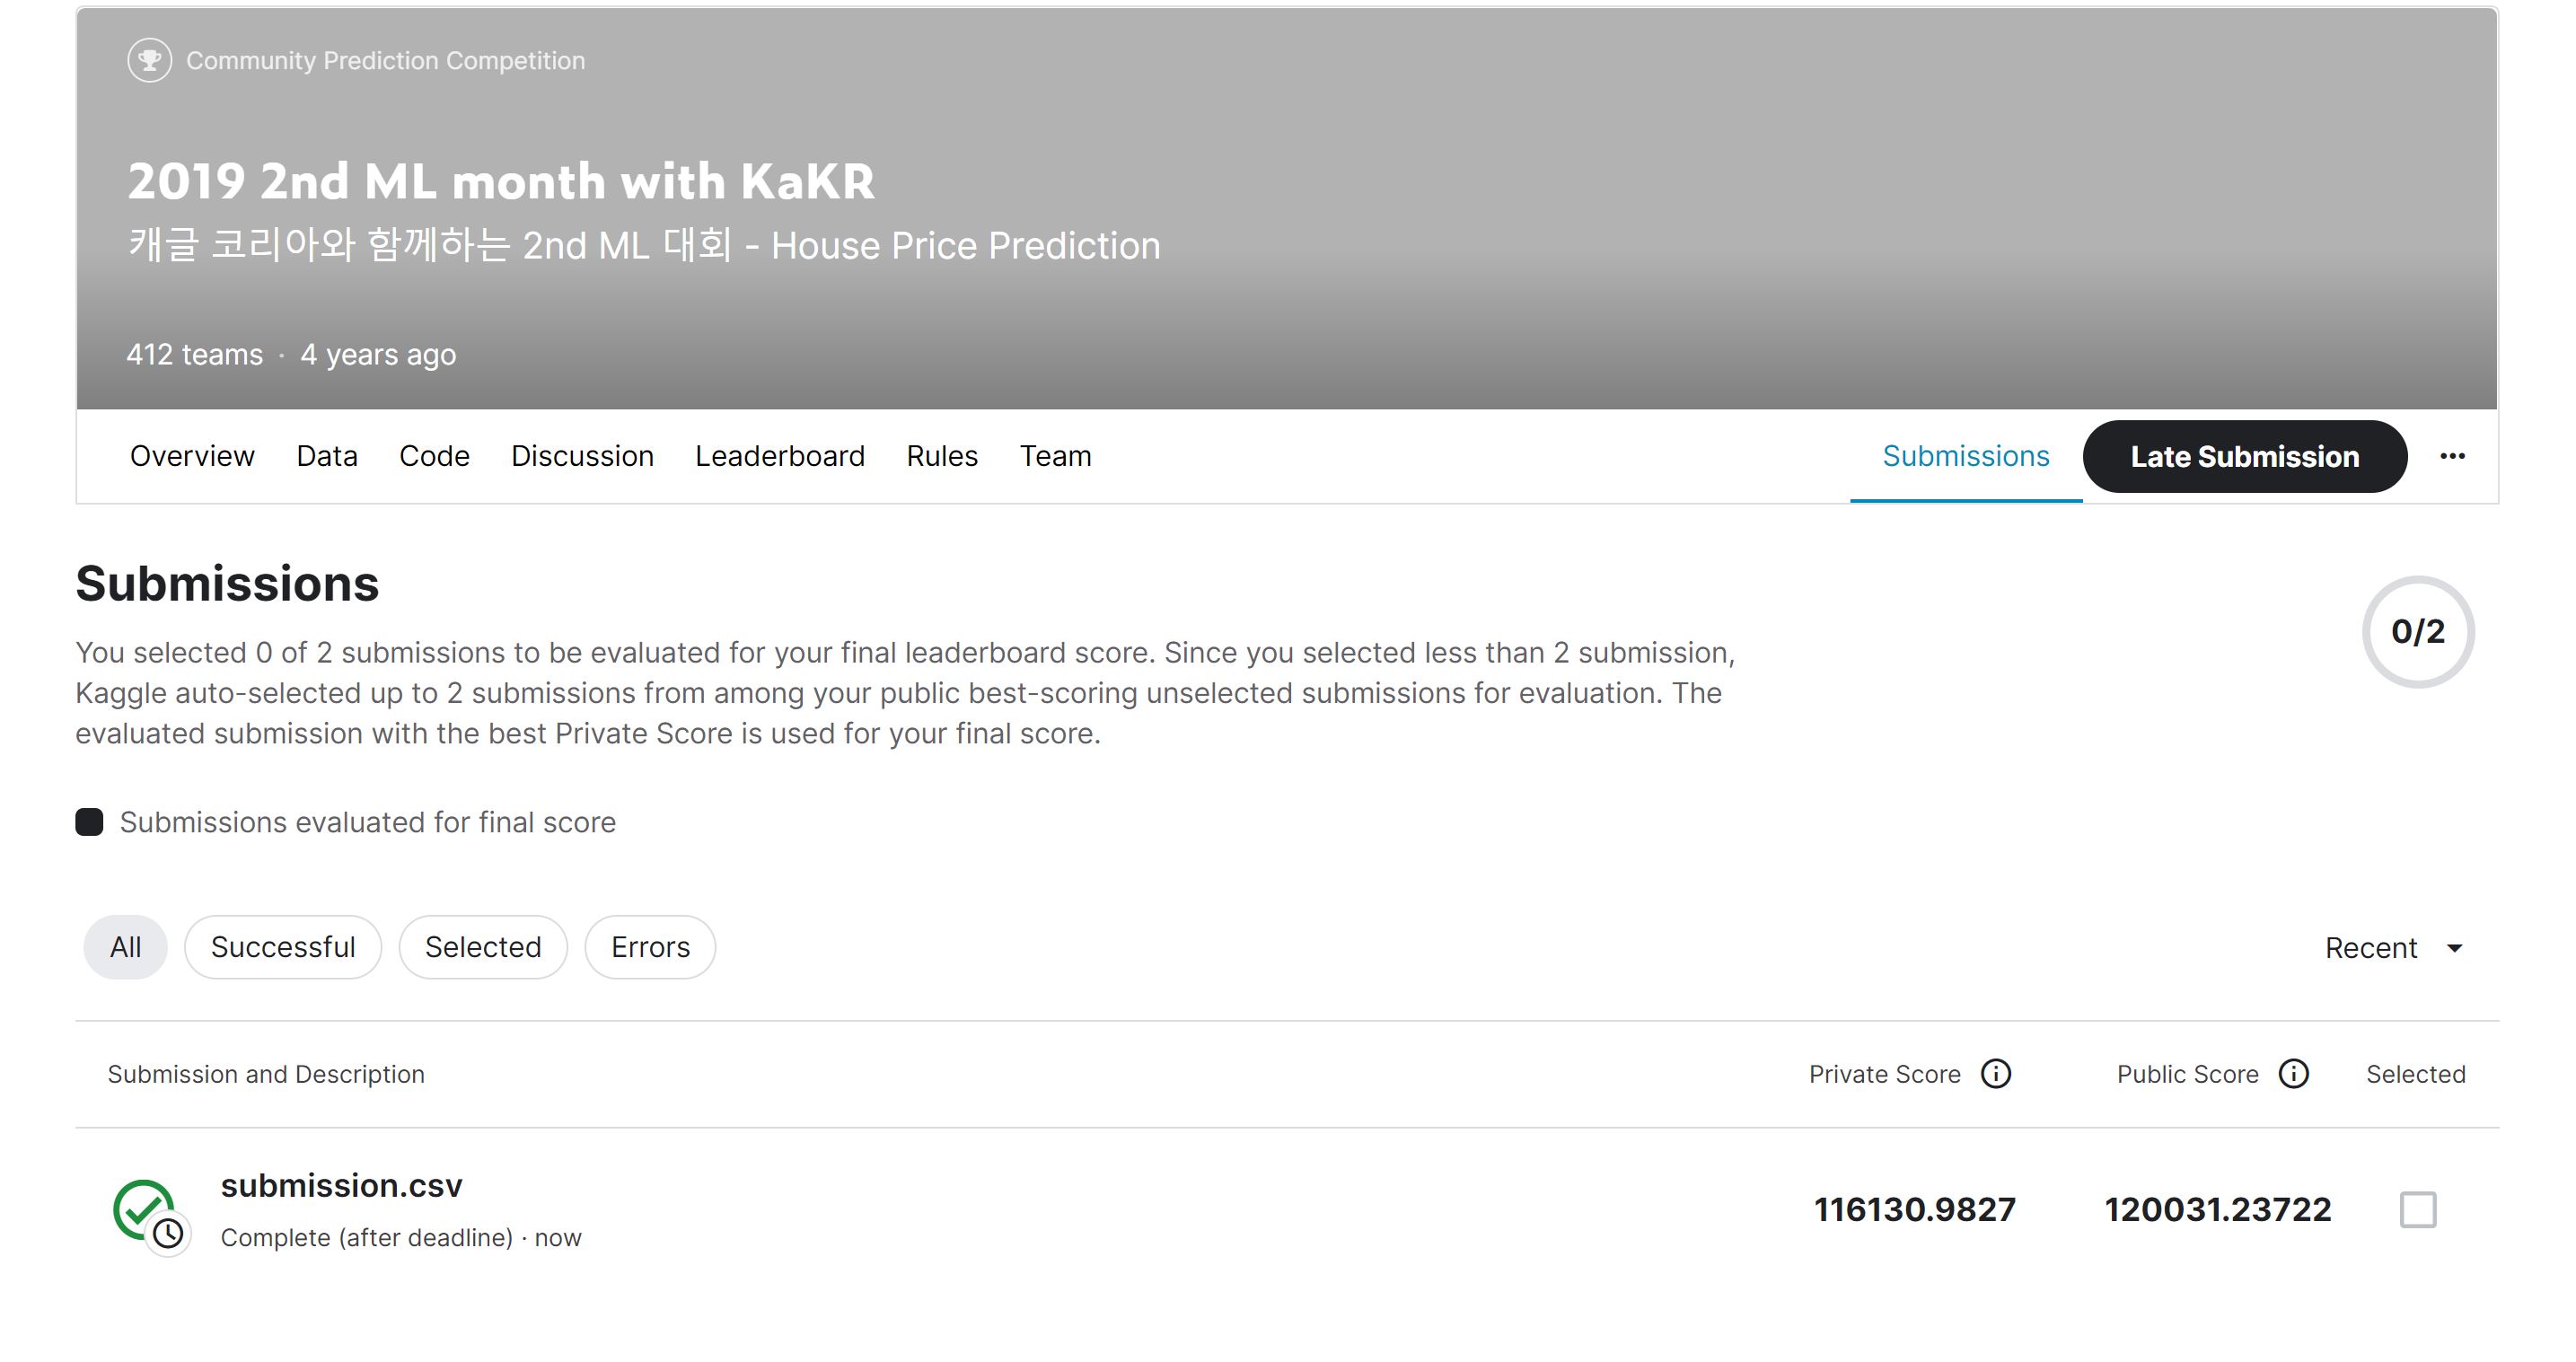 Community Prediction Competition
2019 2nd ML month with KaKR
캐글 코리아와 함께하는 2nd ML 대회 - House Price Prediction
412 teams · 4 years ago
Overview Data Code Discussion Leaderboard Rules Team Submissions Late Submission ...
Submissions
0/2
You selected 0 of 2 submissions to be evaluated for your final leaderboard score. Since you selected less than 2 submission,
Kaggle auto-selected up to 2 submissions from among your public best-scoring unselected submissions for evaluation. The
evaluated submission with the best Private Score is used for your final score.
Submissions evaluated for final score
All Successful Selected Errors Recent
Submission and Description Private Score Public Score Selected
submission.csv
116130.9827 120031.23722
Complete (after deadline) · now